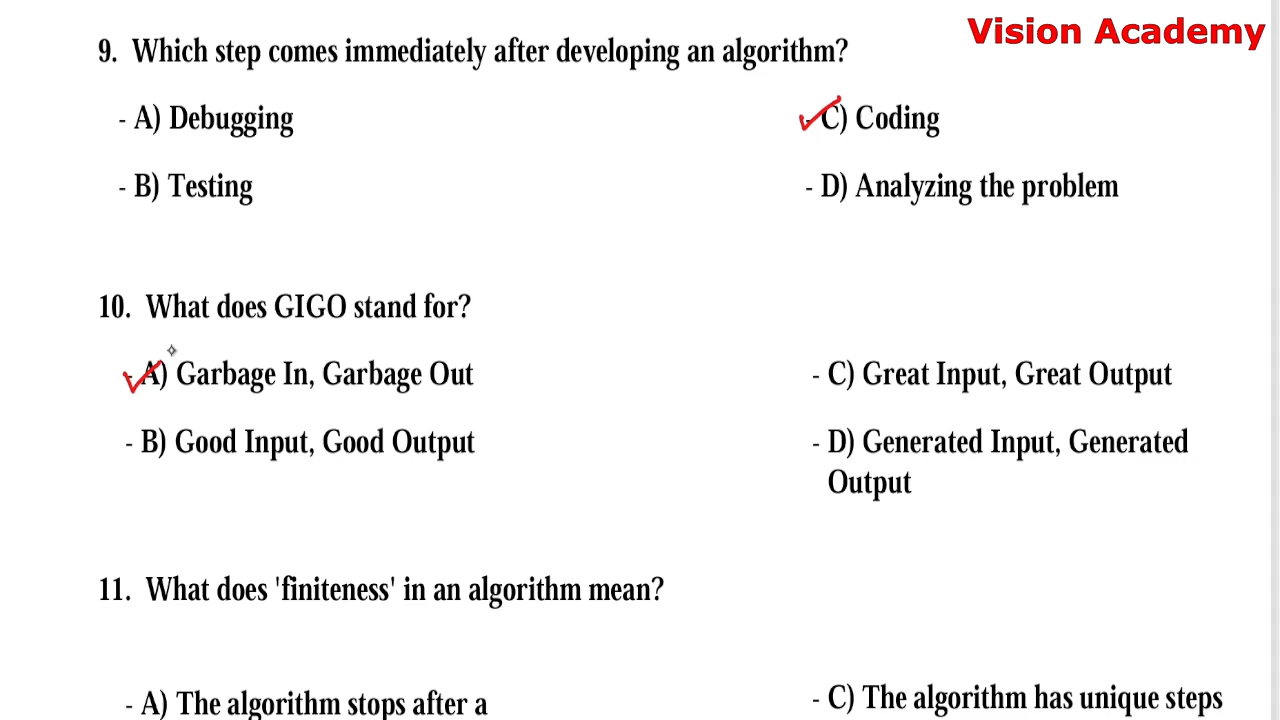 Vision Academy
9. Which step comes immediately after developing an algorithm?
- A) Debugging
- C) Coding
- B) Testing
- D) Analyzing the problem
10. What does GIGO stand for?
- A) Garbage In, Garbage Out
- C) Great Input, Great Output
- B) Good Input, Good Output
- D) Generated Input, Generated
Output
11. What does 'finiteness' in an algorithm mean?
- A) The algorithm stops after a
- C) The algorithm has unique steps